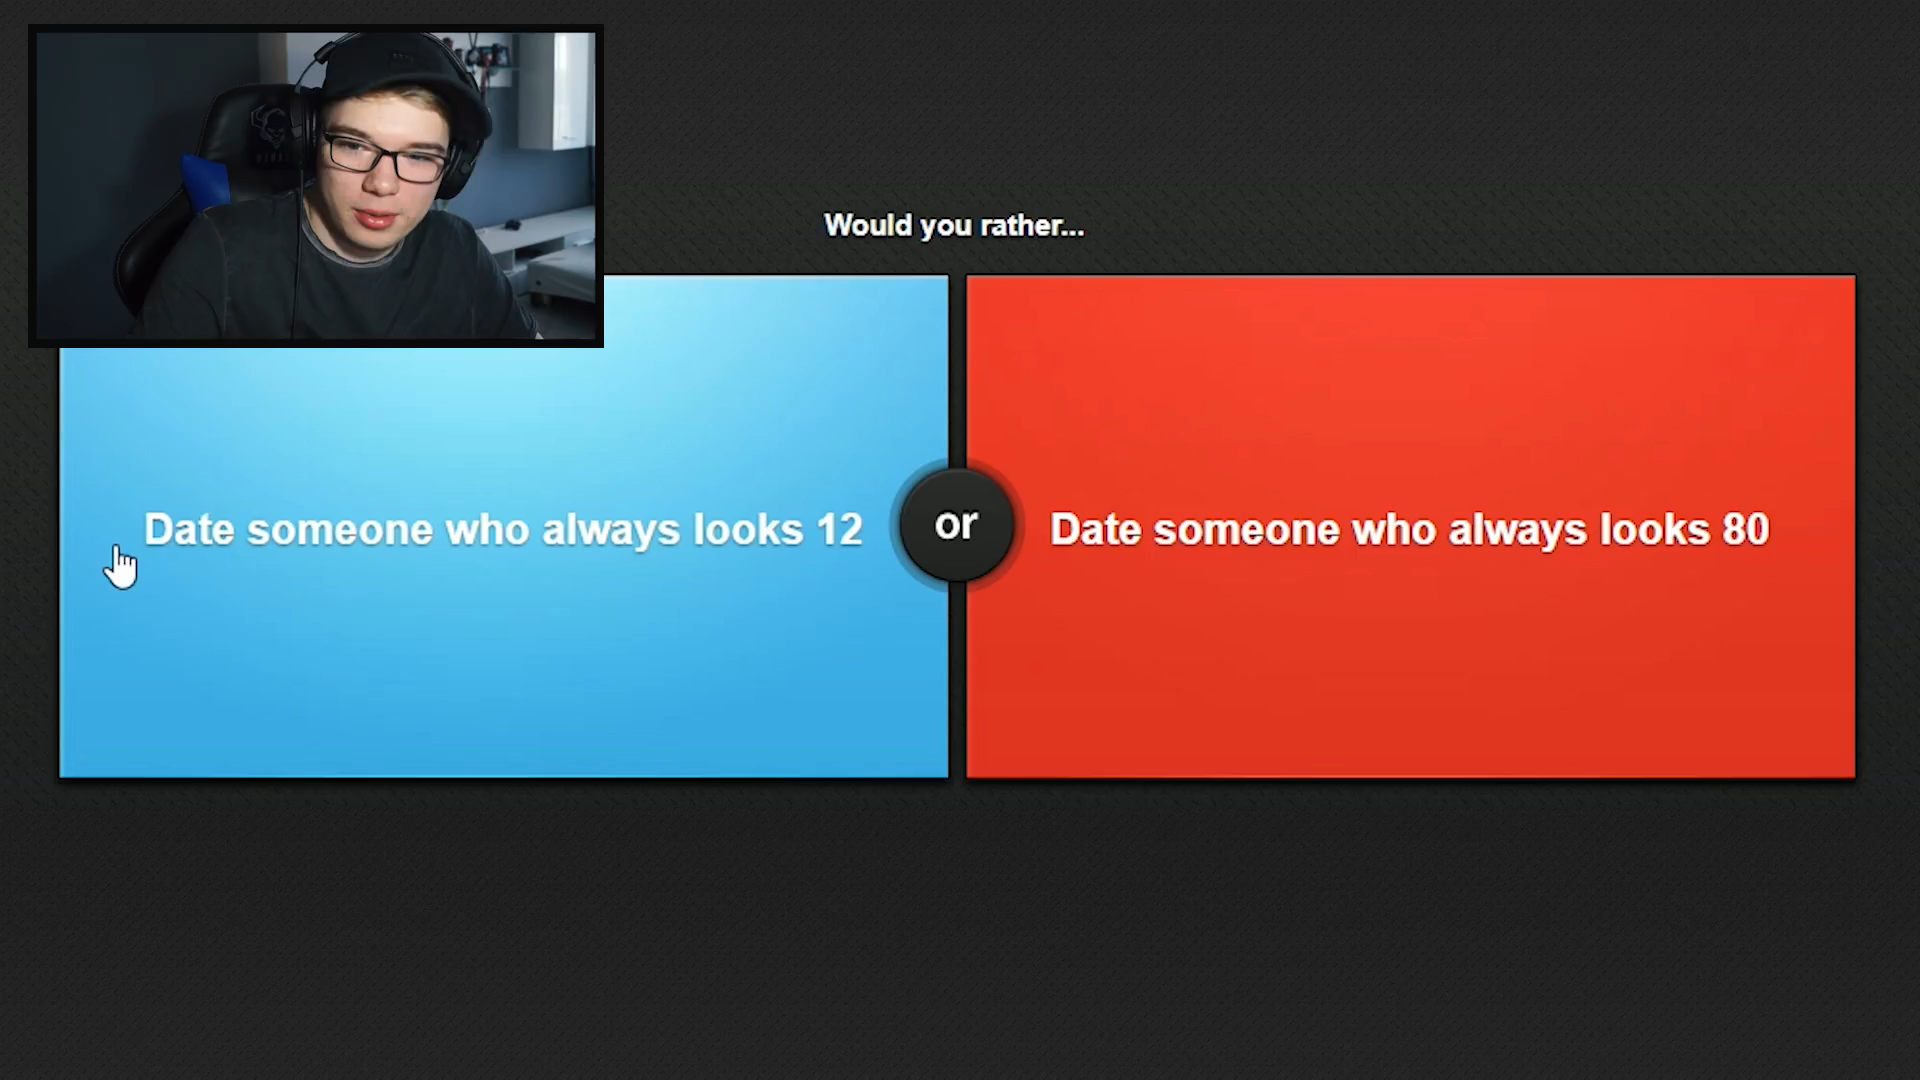 Would you rather...
Date someone who always looks 12
or
Date someone who always looks 80